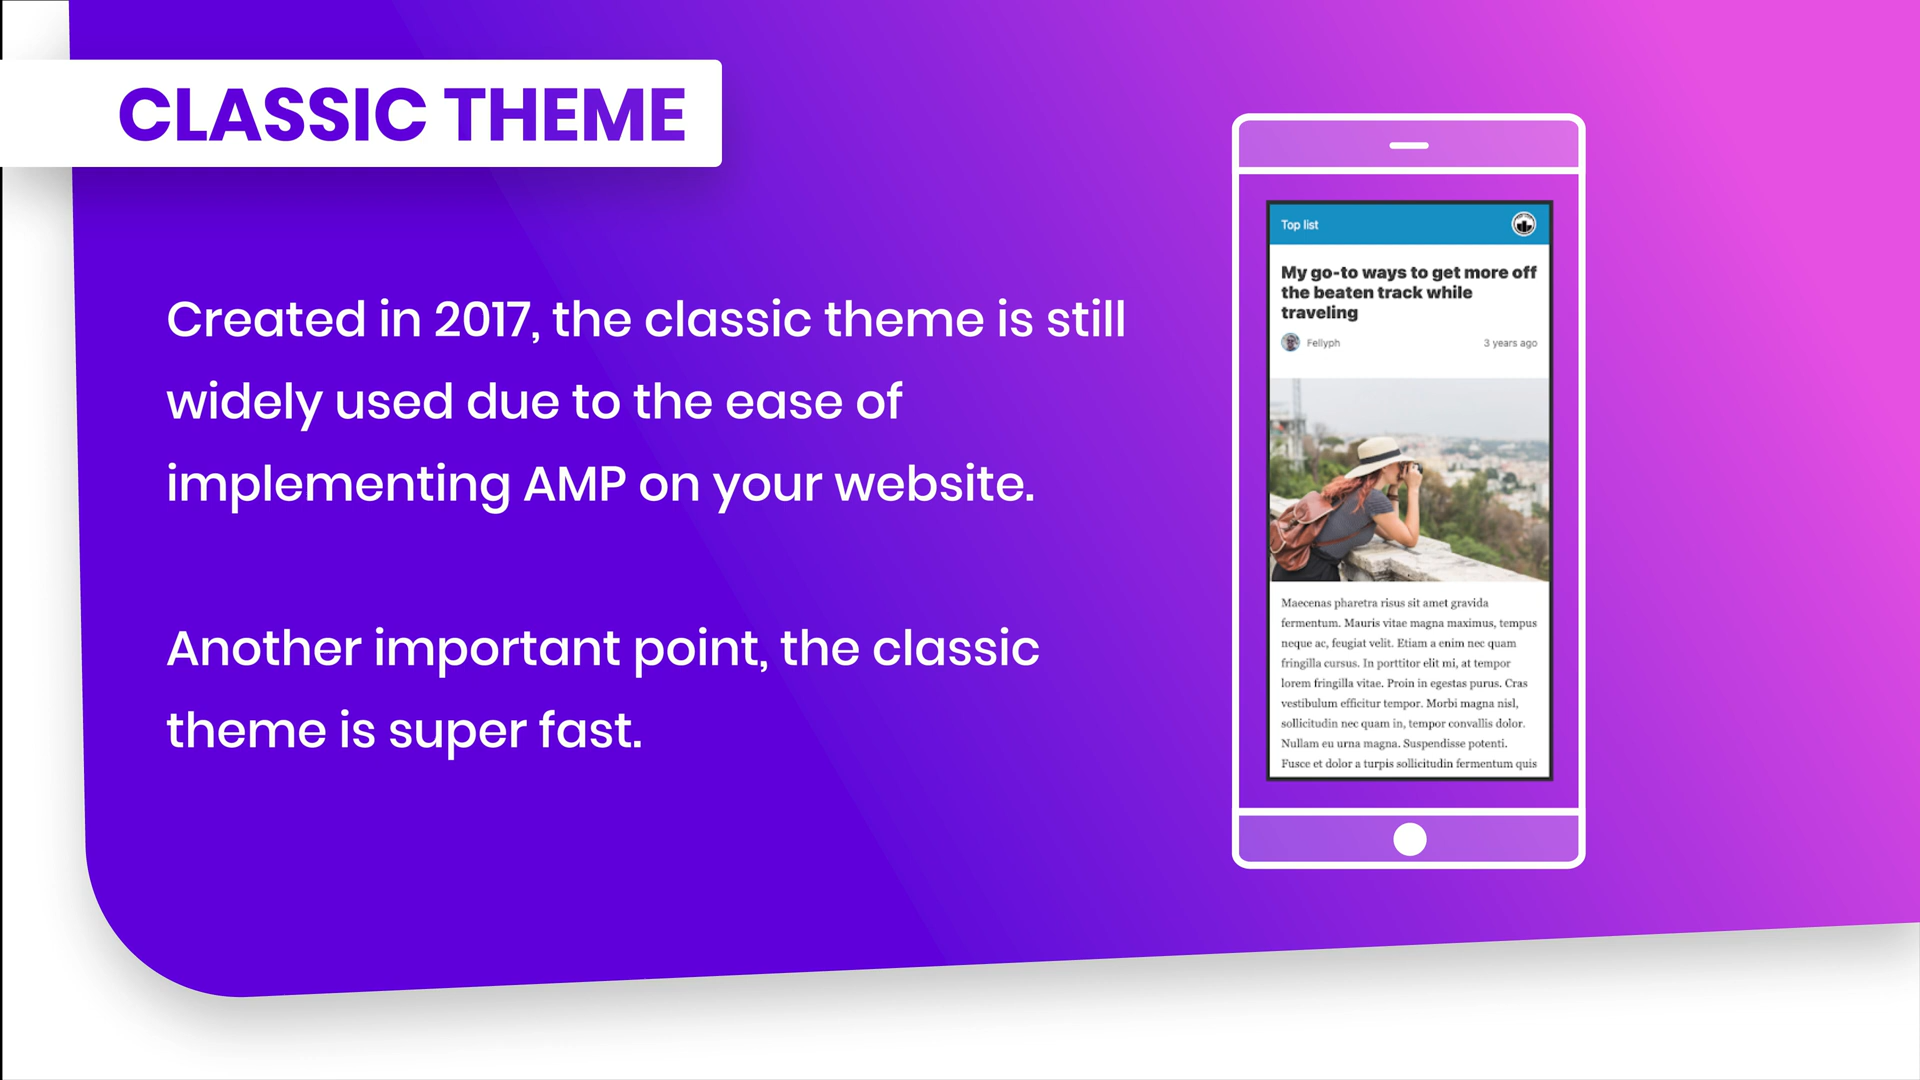 CLASSIC THEME
Created in 2017, the classic theme is still
widely used due to the ease of
implementing AMP on your website.
Another important point, the classic
theme is super fast.
Top list
My go-to ways to get more off
the beaten track while
traveling
Fellyph
3 years ago
Maecenas pharetra risus sit amet gravida
fermentum. Mauris vitae magna maximus, tempus
neque ac, feugiat velit. Etiam a enim nec quam
fringilla cursus. In porttitor elit mi, at tempor
lorem fringilla vitae. Proin in egestas purus. Cras
vestibulum efficitur tempor. Morbi magna nisl,
sollicitudin nec quam in, tempor convallis dolor.
Nullam eu urna magna. Suspendisse potenti.
Fusce et dolor a turpis sollicitudin fermentum quis